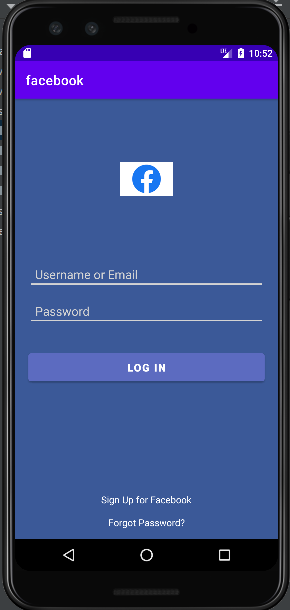 10:52
facebook
Username or Email
Password
LOG IN
Sign Up for Facebook
Forgot Password?